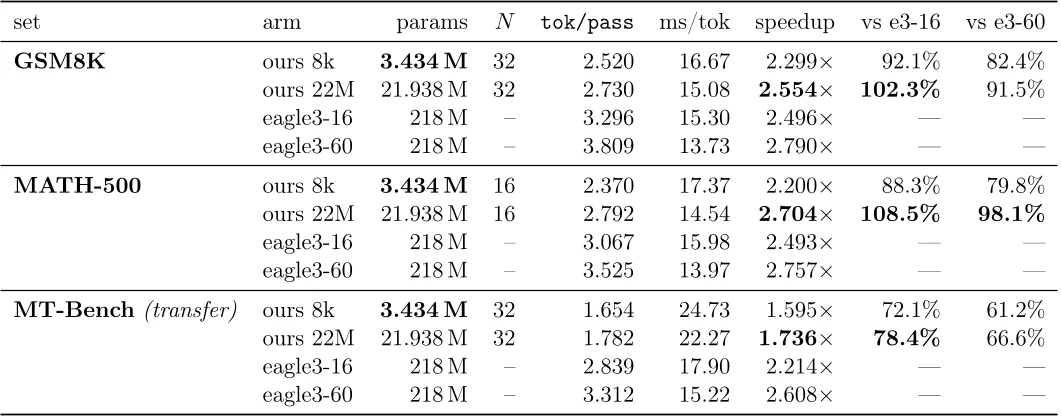 set arm params N tok/pass ms/tok speedup vs e3-16 vs e3-60
GSM8K ours 8k 3.434 M 32 2.520 16.67 2.299× 92.1% 82.4%
ours 22M 21.938 M 32 2.730 15.08 2.554× 102.3% 91.5%
eagle3-16 218 M – 3.296 15.30 2.496× — —
eagle3-60 218 M – 3.809 13.73 2.790× — —
MATH-500 ours 8k 3.434 M 16 2.370 17.37 2.200× 88.3% 79.8%
ours 22M 21.938 M 16 2.792 14.54 2.704× 108.5% 98.1%
eagle3-16 218 M – 3.067 15.98 2.493× — —
eagle3-60 218 M – 3.525 13.97 2.757× — —
MT-Bench (transfer) ours 8k 3.434 M 32 1.654 24.73 1.595× 72.1% 61.2%
ours 22M 21.938 M 32 1.782 22.27 1.736× 78.4% 66.6%
eagle3-16 218 M – 2.839 17.90 2.214× — —
eagle3-60 218 M – 3.312 15.22 2.608× — —